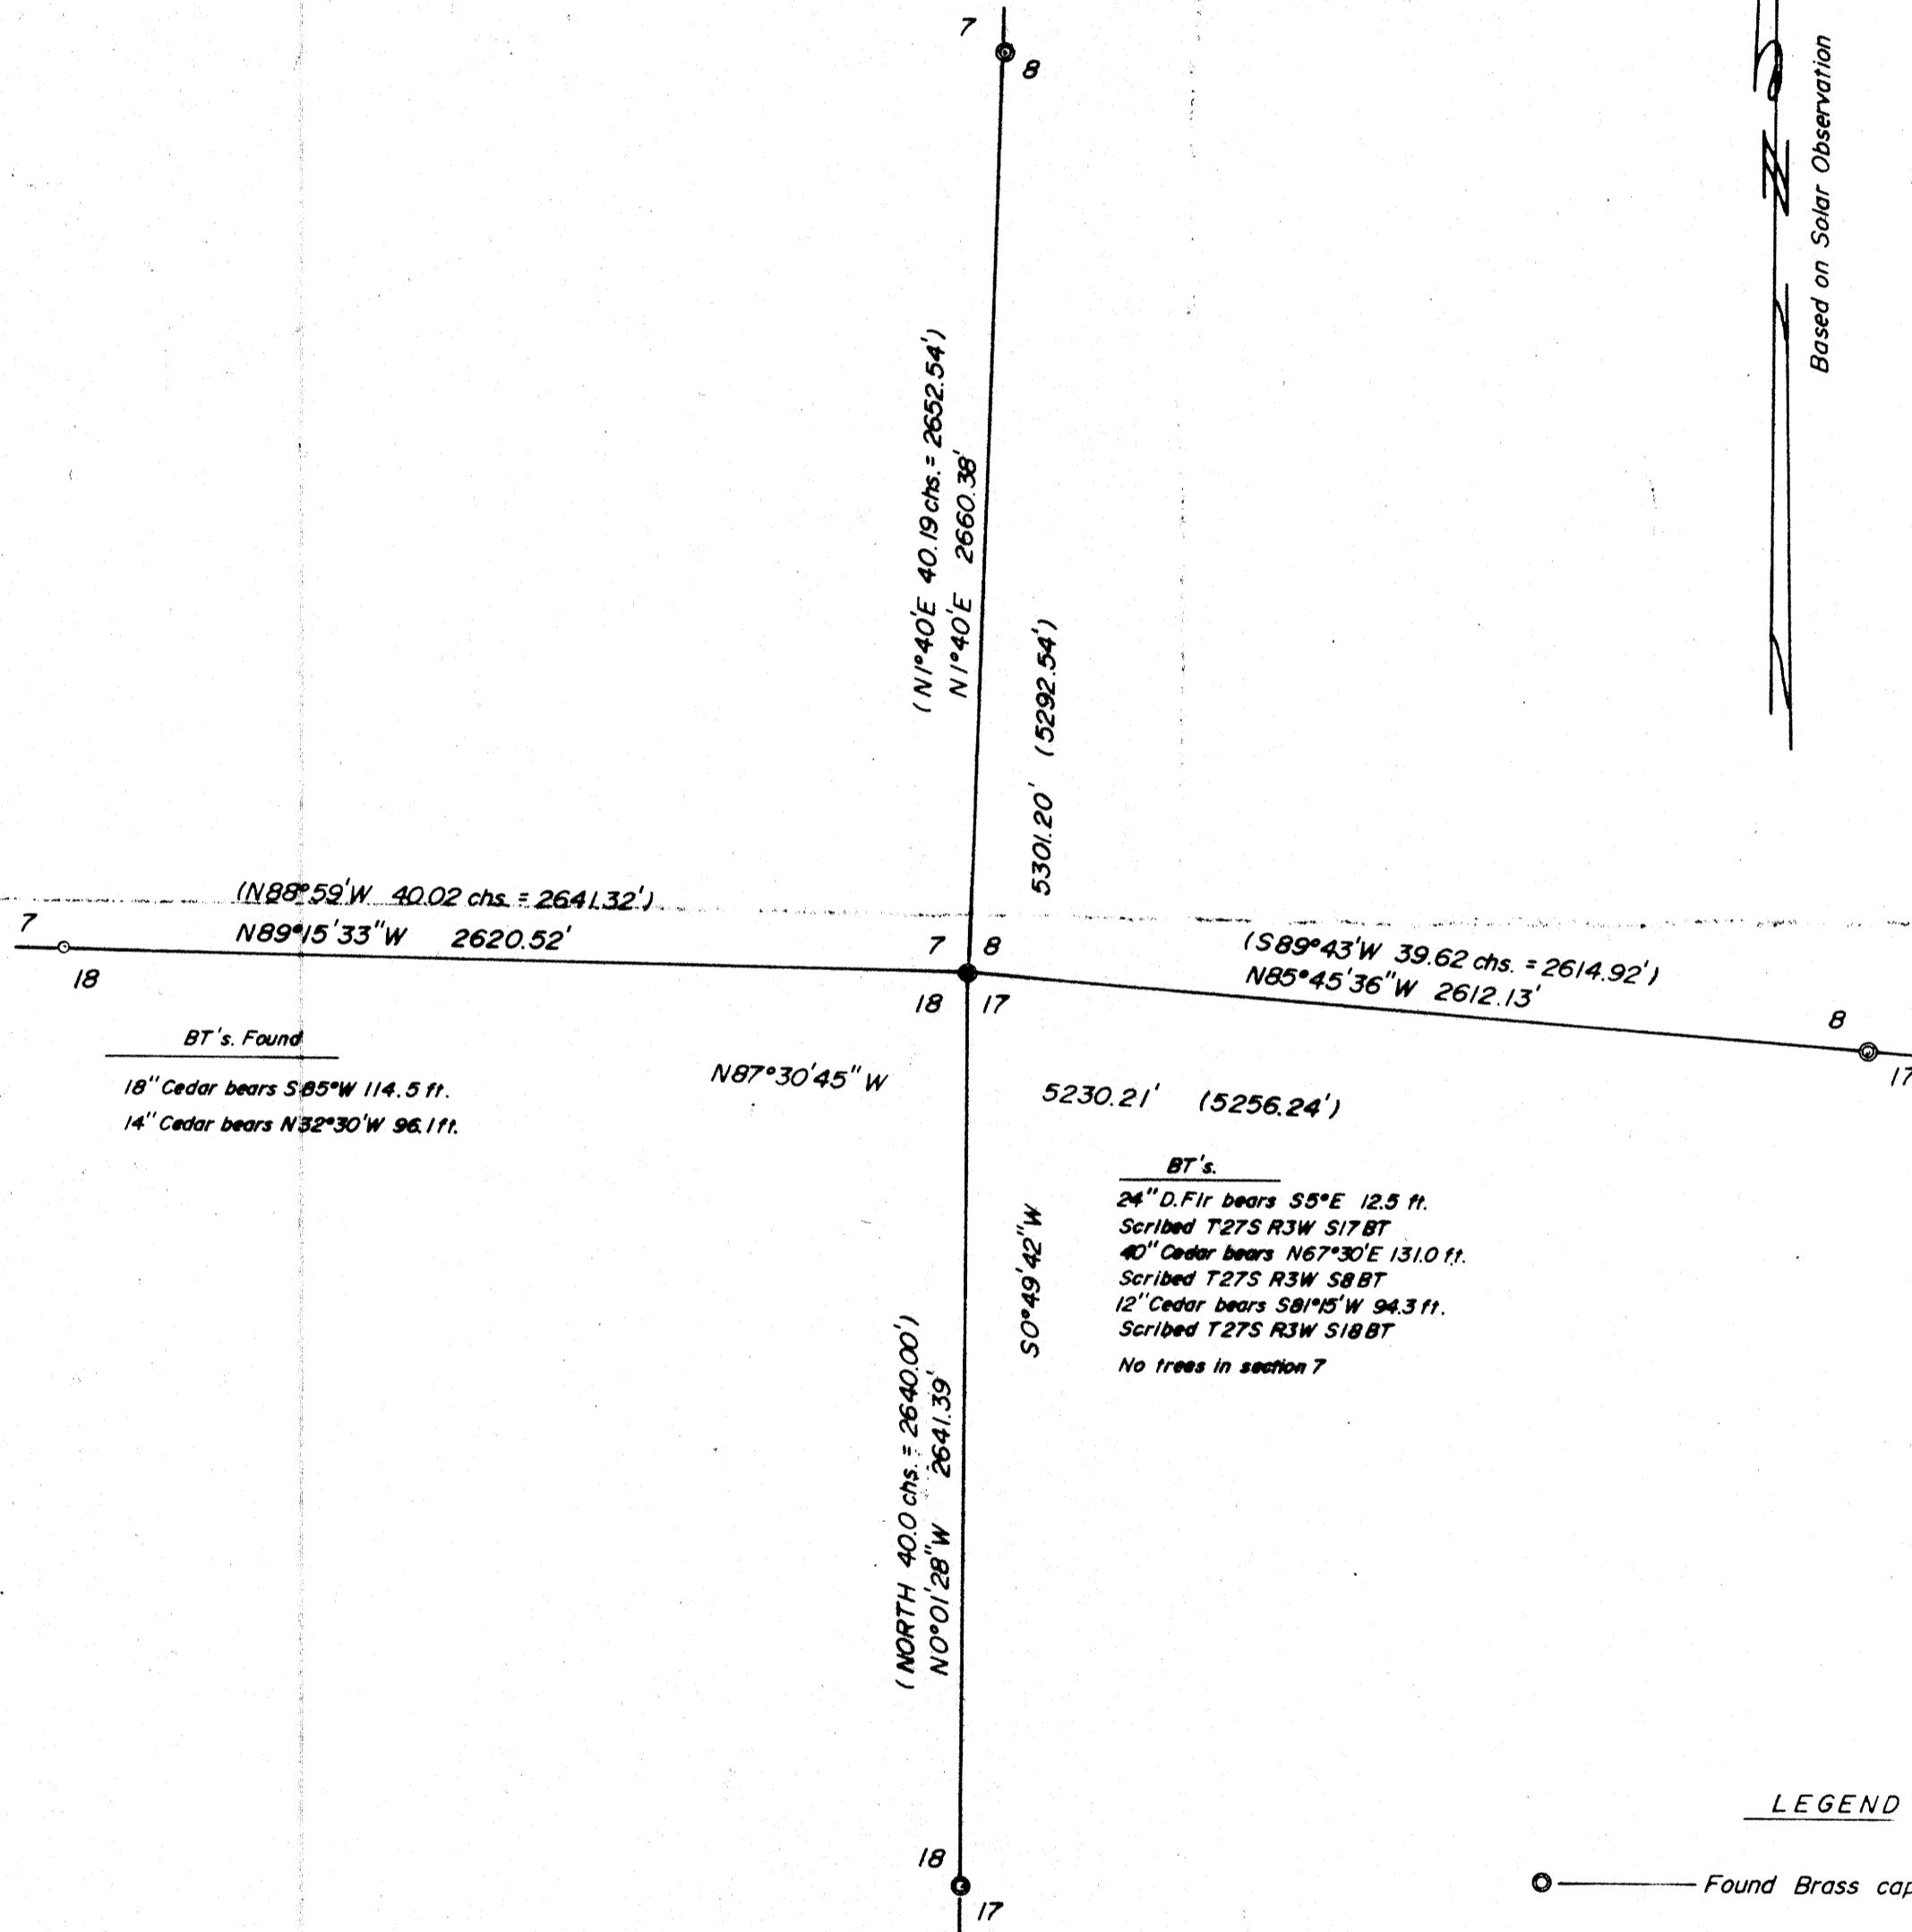 7
8
Based on Solar Observation
(N1°40'E 40.19 chs. = 2652.54')
N1°40'E 2660.38'
5301.20' (5292.54')
(N88°59'W 40.02 chs. = 2641.32')
N89°15'33"W 2620.52'
7
18
7 8
18 17
(S89°43'W 39.62 chs. = 2614.92')
N85°45'36"W 2612.13'
8
17
BT's. Found
18" Cedar bears S85°W 114.5 ft.
14" Cedar bears N32°30'W 96.1 ft.
N87°30'45"W
5230.21' (5256.24')
BT's.
24" D.Fir bears S5°E 12.5 ft.
Scribed T27S R3W S17BT
40" Cedar bears N67°30'E 131.0 ft.
Scribed T27S R3W S8BT
12" Cedar bears S81°15'W 94.3 ft.
Scribed T27S R3W S18BT
No trees in section 7
S0°49'42"W
(NORTH 40.0 chs. = 2640.00')
N0°01'28"W 2641.39'
18
17
LEGEND
Found Brass cap